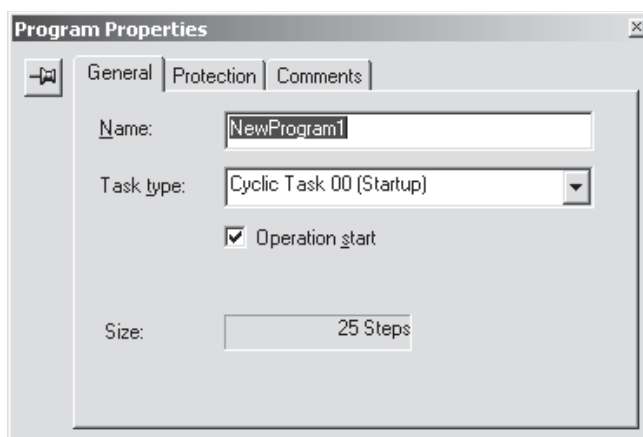 Program Properties
General Protection Comments
Name: NewProgram1
Task type: Cyclic Task 00 (Startup)
Operation start
Size: 25 Steps